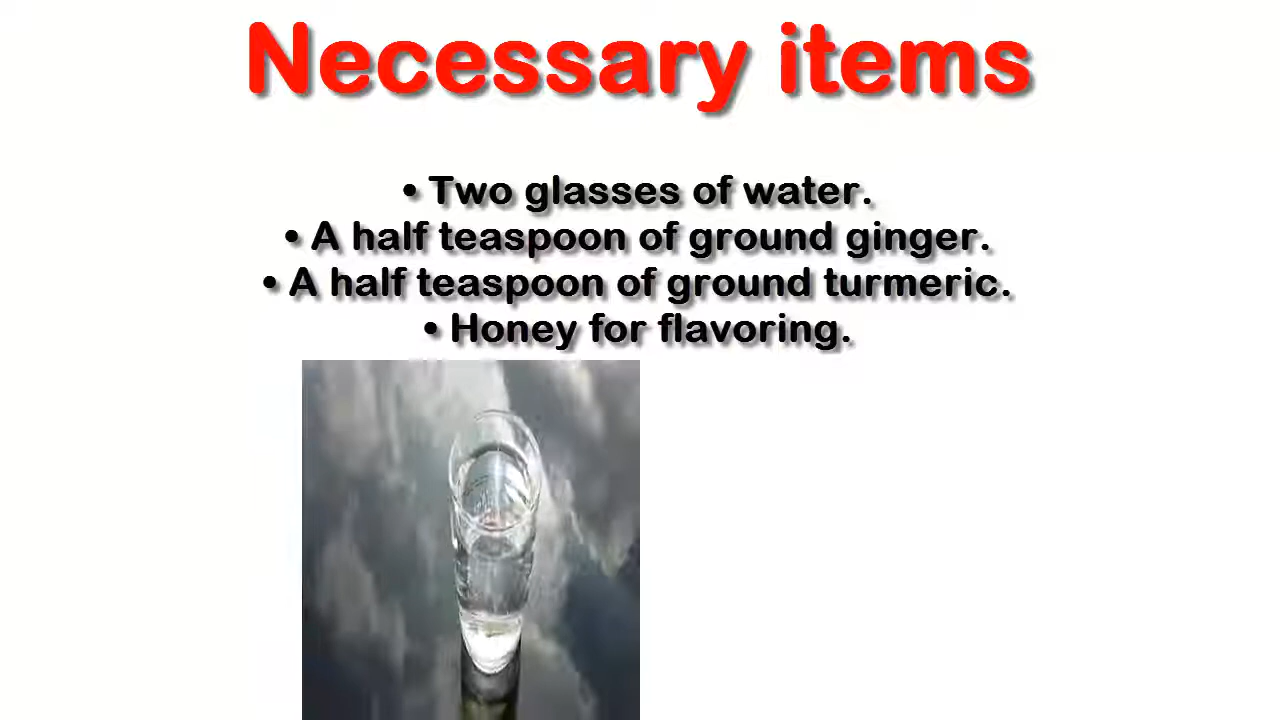 Necessary items
• Two glasses of water.
• A half teaspoon of ground ginger.
• A half teaspoon of ground turmeric.
• Honey for flavoring.